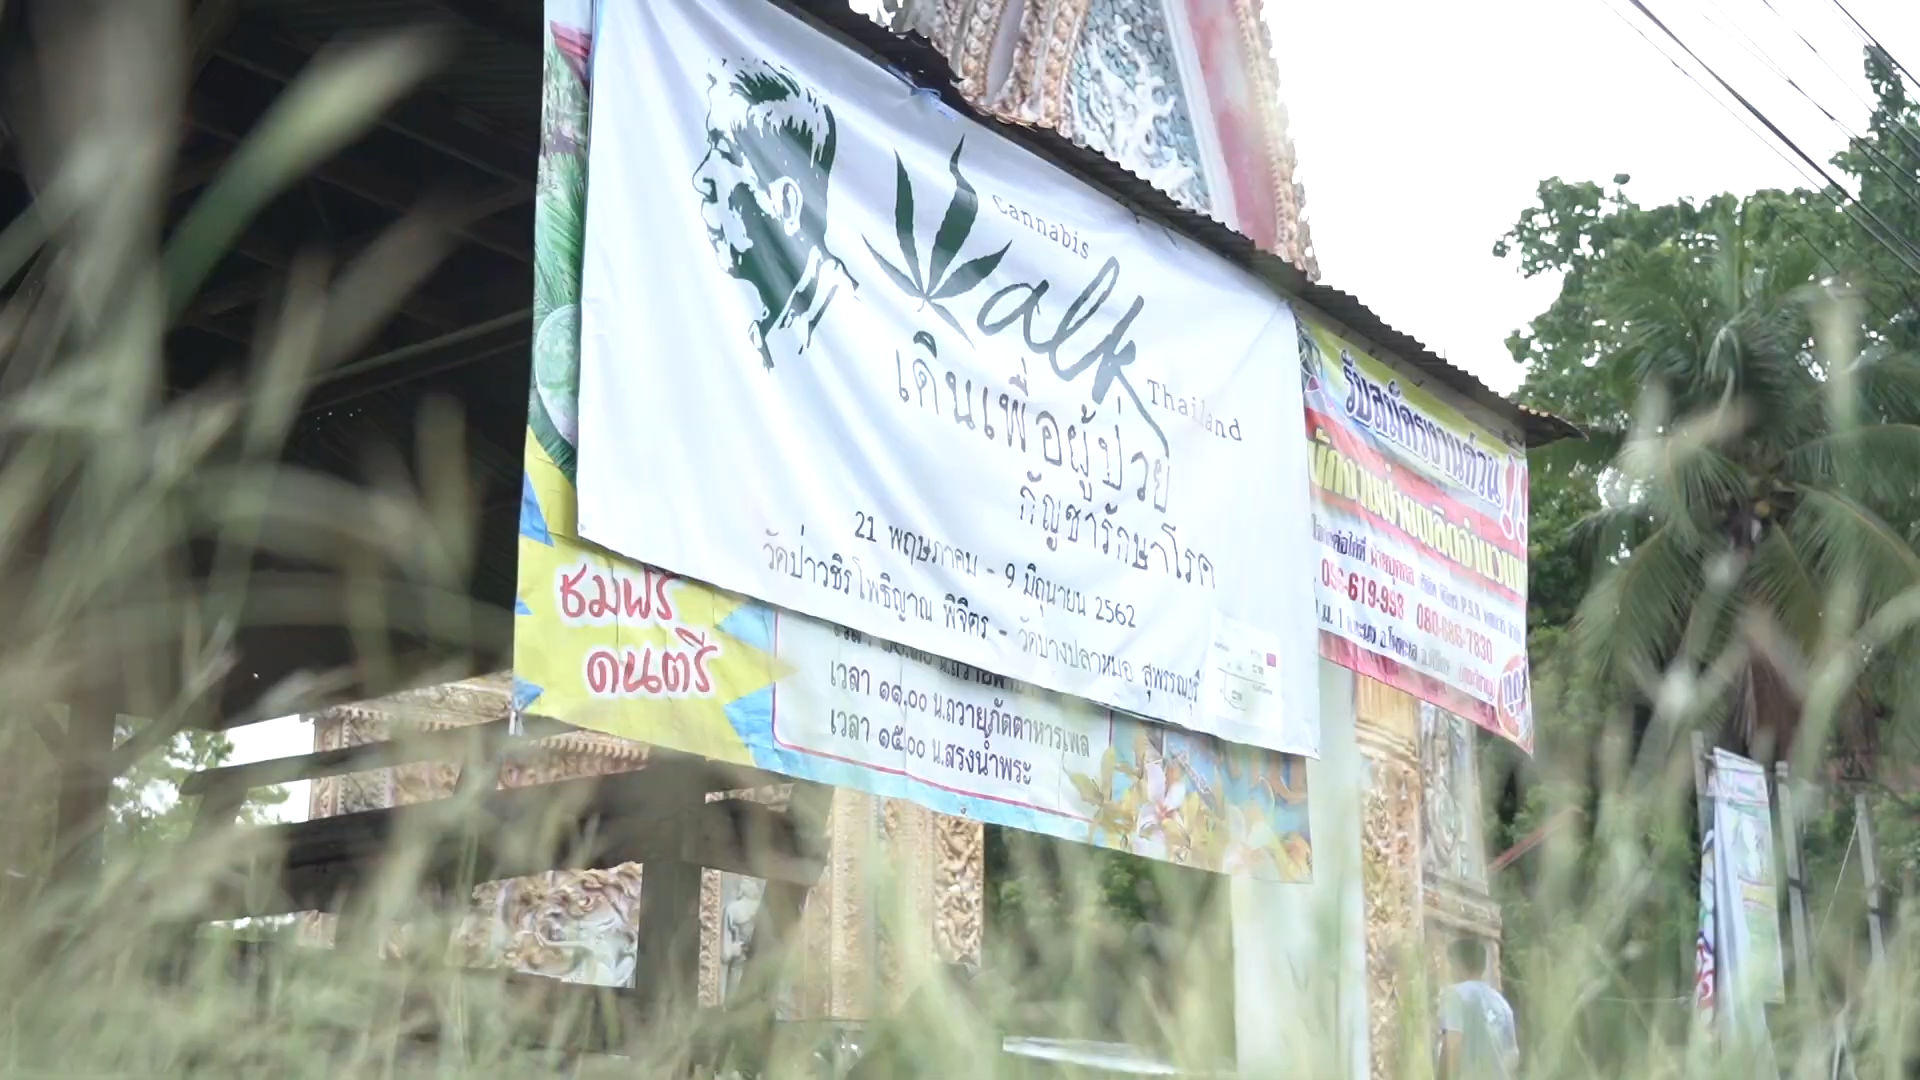 Cannabis
Walk
Thailand
เดินเพื่อผู้ป่วย
กัญชารักษาโรค
21 พฤษภาคม - 9 มิถุนายน 2562
วัดป่าวชิรโพธิญาณ พิจิตร - วัดบางปลาหมอ สุพรรณบุรี
ชมฟรี
ดนตรี
เวลา ๑๑.๐๐ น.ถวายภัตตาหารเพล
เวลา ๑๕.๐๐ น.สรงน้ำพระ
รับสมัครงานด่วน!!
056-619-953 080-686-7830